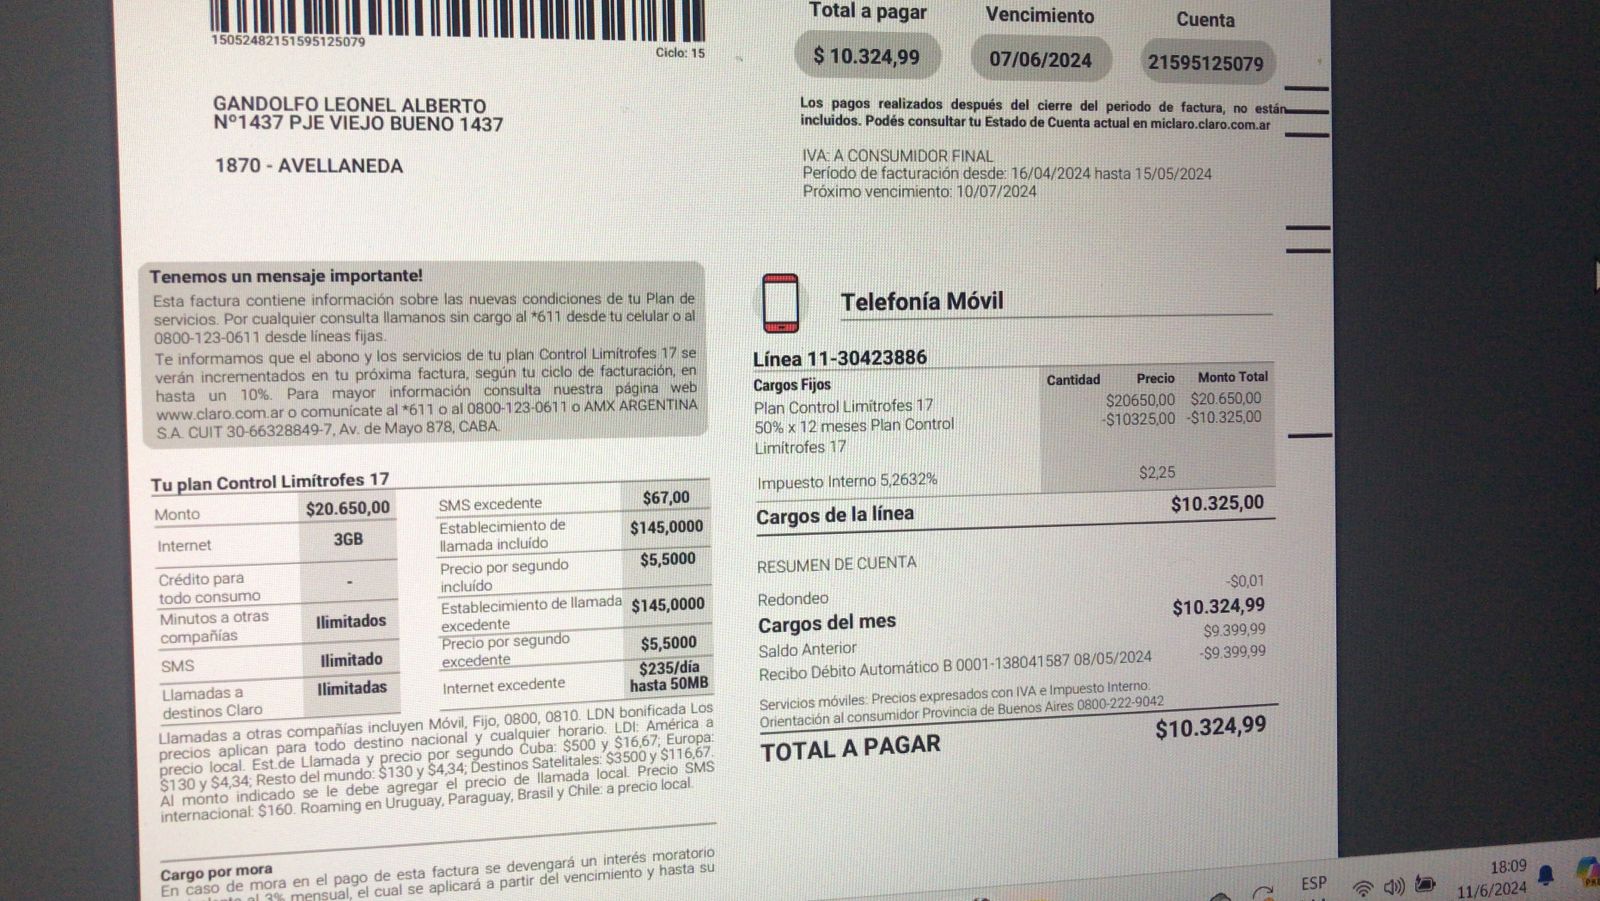 15052482151595125079
Ciclo: 15
Total a pagar
Vencimiento
Cuenta
$ 10.324,99
07/06/2024
21595125079
GANDOLFO LEONEL ALBERTO
Nº1437 PJE VIEJO BUENO 1437
1870 - AVELLANEDA
Los pagos realizados después del cierre del periodo de factura, no están
incluidos. Podés consultar tu Estado de Cuenta actual en miclaro.claro.com.ar
IVA: A CONSUMIDOR FINAL
Período de facturación desde: 16/04/2024 hasta 15/05/2024
Próximo vencimiento: 10/07/2024
Tenemos un mensaje importante!
Esta factura contiene información sobre las nuevas condiciones de tu Plan de
servicios. Por cualquier consulta llamanos sin cargo al *611 desde tu celular o al
0800-123-0611 desde líneas fijas.
Te informamos que el abono y los servicios de tu plan Control Limítrofes 17 se
verán incrementados en tu próxima factura, según tu ciclo de facturación, en
hasta un 10%. Para mayor información consulta nuestra página web
www.claro.com.ar o comunícate al *611 o al 0800-123-0611 o AMX ARGENTINA
S.A. CUIT 30-66328849-7, Av. de Mayo 878, CABA.
Tu plan Control Limítrofes 17
Monto $20.650,00
Internet 3GB
Crédito para
todo consumo -
Minutos a otras
compañías Ilimitados
SMS Ilimitado
Llamadas a
destinos Claro Ilimitadas
SMS excedente $67,00
Establecimiento de
llamada incluído $145,0000
Precio por segundo
incluído $5,5000
Establecimiento de llamada
excedente $145,0000
Precio por segundo
excedente $5,5000
Internet excedente $235/día
hasta 50MB
Llamadas a otras compañías incluyen Móvil, Fijo, 0800, 0810. LDN bonificada Los
precios aplican para todo destino nacional y cualquier horario. LDI: América a
precio local. Est.de Llamada y precio por segundo Cuba: $500 y $16,67; Europa:
$130 y $4,34; Resto del mundo: $130 y $4,34; Destinos Satelitales: $3500 y $116,67.
Al monto indicado se le debe agregar el precio de llamada local. Precio SMS
internacional: $160. Roaming en Uruguay, Paraguay, Brasil y Chile: a precio local.
Cargo por mora
En caso de mora en el pago de esta factura se devengará un interés moratorio
al 3% mensual, el cual se aplicará a partir del vencimiento y hasta su
Telefonía Móvil
Línea 11-30423886
Cargos Fijos Cantidad Precio Monto Total
Plan Control Limítrofes 17 $20650,00 $20.650,00
50% x 12 meses Plan Control -$10325,00 -$10.325,00
Limítrofes 17
Impuesto Interno 5,2632% $2,25
Cargos de la línea $10.325,00
RESUMEN DE CUENTA
Redondeo -$0,01
Cargos del mes $10.324,99
Saldo Anterior $9.399,99
Recibo Débito Automático B 0001-138041587 08/05/2024 -$9.399,99
Servicios móviles: Precios expresados con IVA e Impuesto Interno.
Orientación al consumidor Provincia de Buenos Aires 0800-222-9042
TOTAL A PAGAR $10.324,99
ESP
18:09
11/6/2024